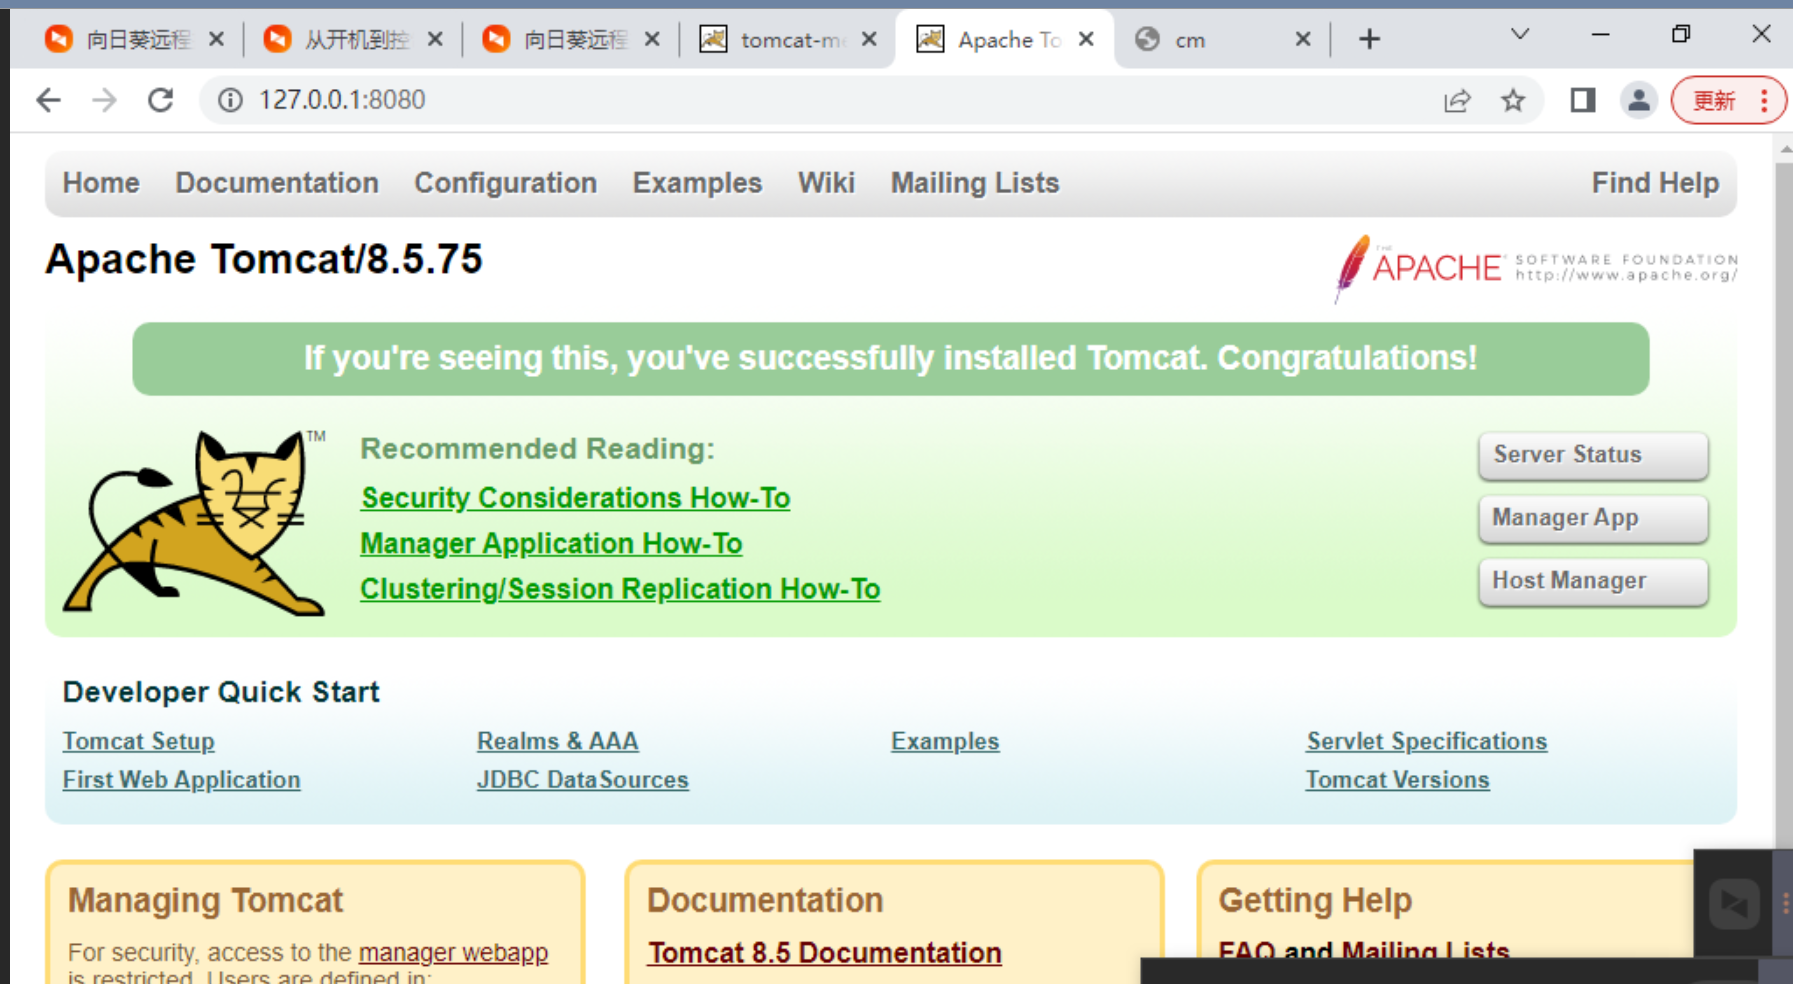 向日葵远程
从开机到控
向日葵远程
tomcat-m
Apache To
cm
127.0.0.1:8080
更新
Home Documentation Configuration Examples Wiki Mailing Lists Find Help
Apache Tomcat/8.5.75
THE APACHE SOFTWARE FOUNDATION
http://www.apache.org/
If you're seeing this, you've successfully installed Tomcat. Congratulations!
TM
Recommended Reading:
Security Considerations How-To
Manager Application How-To
Clustering/Session Replication How-To
Server Status
Manager App
Host Manager
Developer Quick Start
Tomcat Setup
First Web Application
Realms & AAA
JDBC DataSources
Examples
Servlet Specifications
Tomcat Versions
Managing Tomcat
For security, access to the manager webapp
is restricted. Users are defined in:
Documentation
Tomcat 8.5 Documentation
Getting Help
FAQ and Mailing Lists